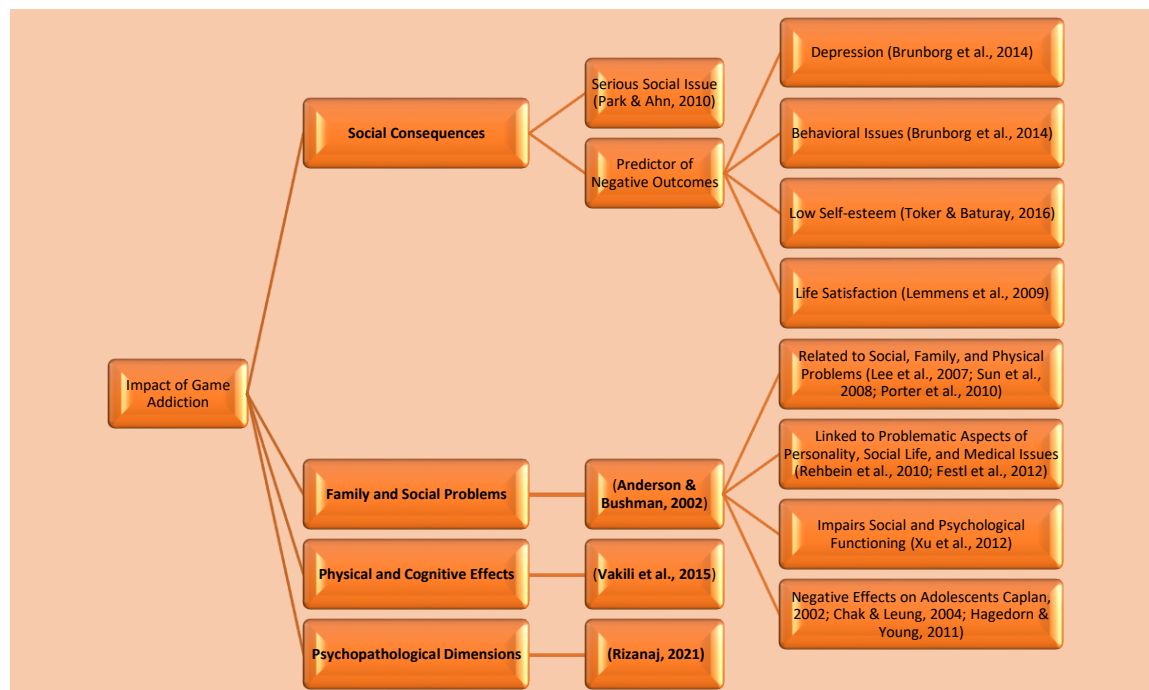 Impact of Game
Addiction
Social Consequences
Serious Social Issue
(Park & Ahn, 2010)
Predictor of
Negative Outcomes
Depression (Brunborg et al., 2014)
Behavioral Issues (Brunborg et al., 2014)
Low Self-esteem (Toker & Baturay, 2016)
Life Satisfaction (Lemmens et al., 2009)
Family and Social Problems
(Anderson &
Bushman, 2002)
Related to Social, Family, and Physical
Problems (Lee et al., 2007; Sun et al.,
2008; Porter et al., 2010)
Linked to Problematic Aspects of
Personality, Social Life, and Medical Issues
(Rehbein et al., 2010; Festl et al., 2012)
Impairs Social and Psychological
Functioning (Xu et al., 2012)
Negative Effects on Adolescents Caplan,
2002; Chak & Leung, 2004; Hagedorn &
Young, 2011)
Physical and Cognitive Effects
(Vakili et al., 2015)
Psychopathological Dimensions
(Rizanaj, 2021)